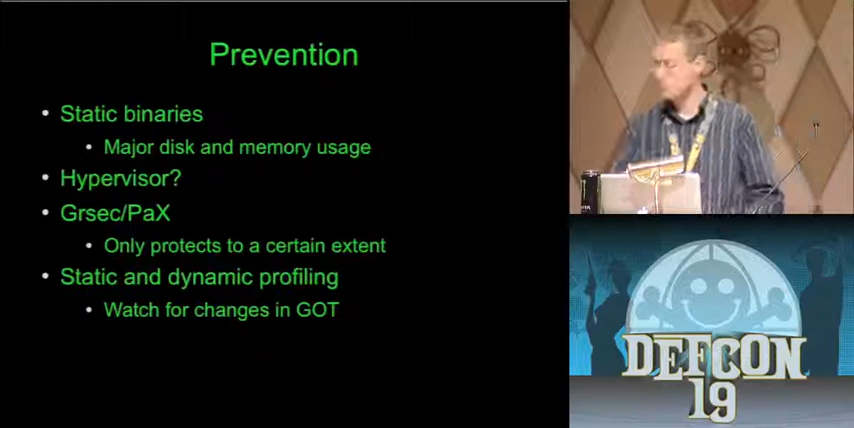 Prevention
• Static binaries
• Major disk and memory usage
• Hypervisor?
• Grsec/PaX
• Only protects to a certain extent
• Static and dynamic profiling
• Watch for changes in GOT
DEFCON
19